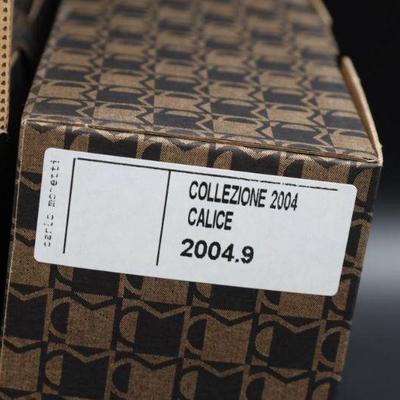 carlo moretti
COLLEZIONE 2004
CALICE
2004.9